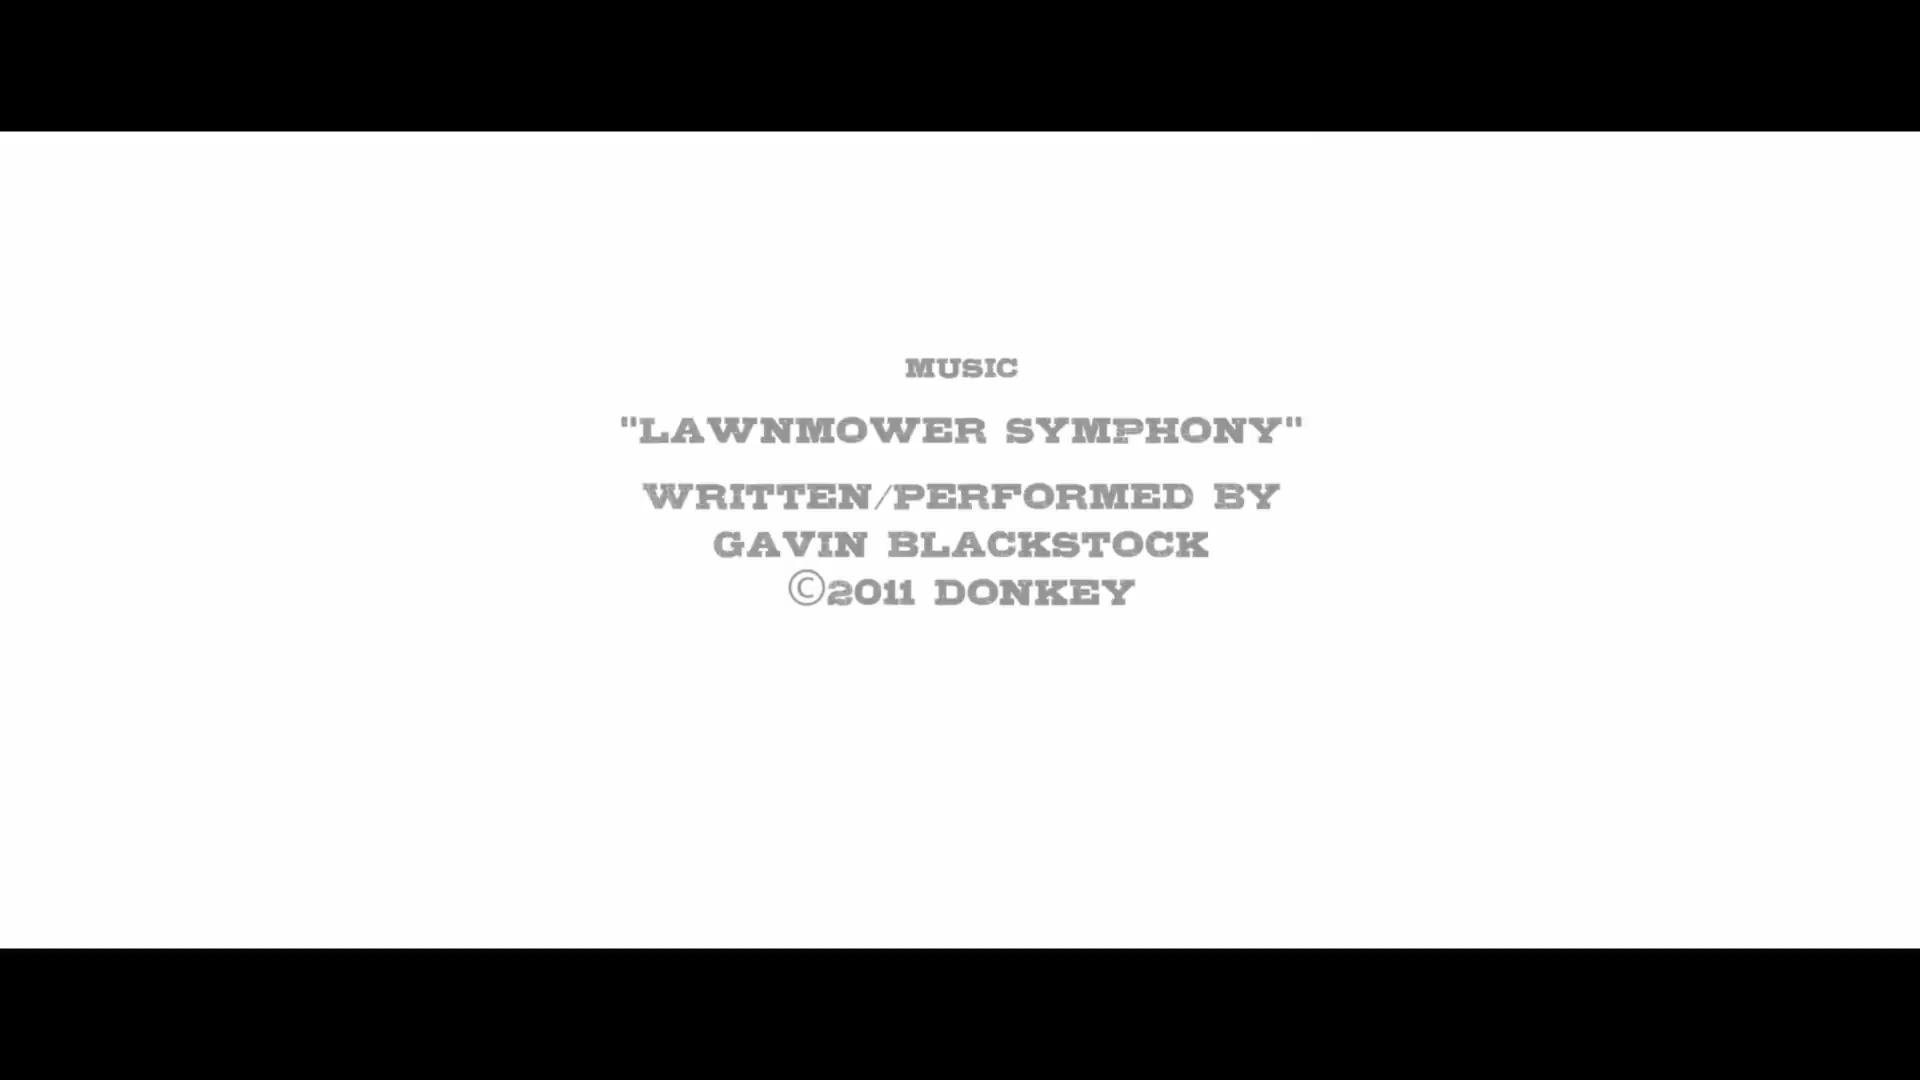 MUSIC
"LAWNMOWER SYMPHONY"
WRITTEN/PERFORMED BY
GAVIN BLACKSTOCK
©2011 DONKEY